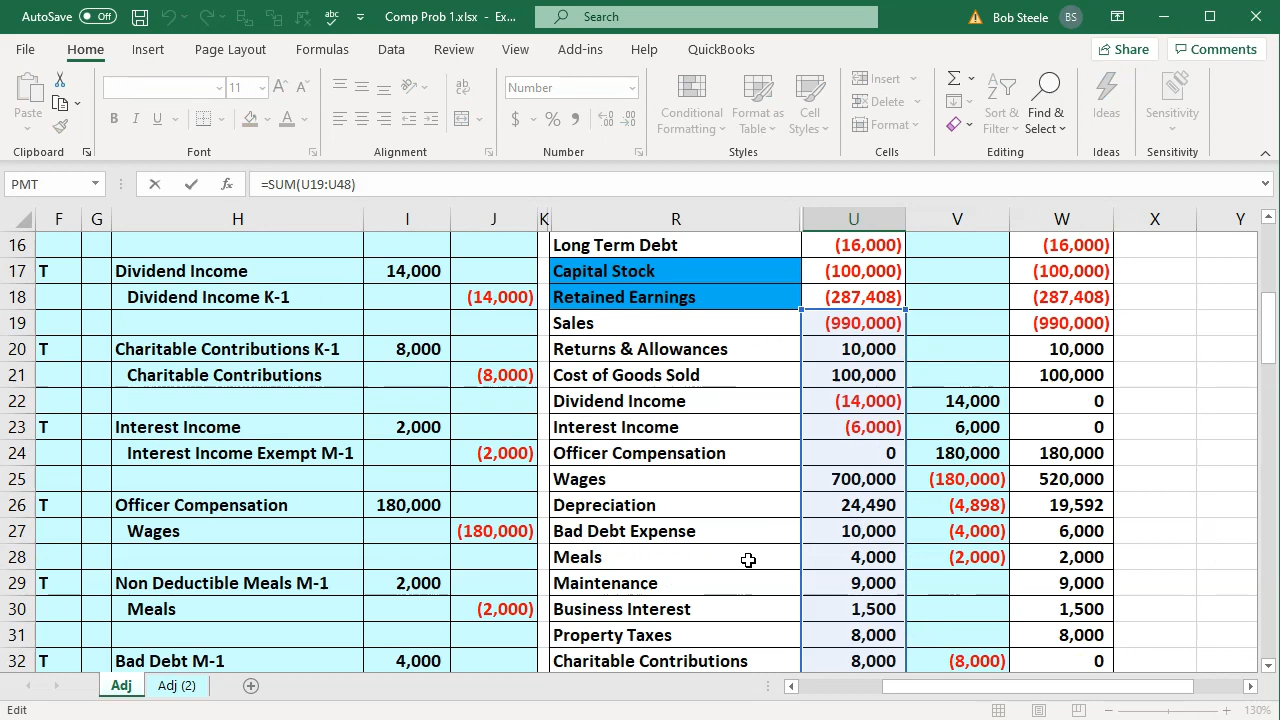 AutoSave Off abc Comp Prob 1.xlsx - Ex... Search Bob Steele BS
File Home Insert Page Layout Formulas Data Review View Add-ins Help QuickBooks Share Comments
Paste 11 A A ab Number Conditional Formatting Format as Table Cell Styles Insert Delete Format Sort & Filter Find & Select Ideas Sensitivity
B I U A $ % 9 .00
Clipboard Font Alignment Number Styles Cells Editing Ideas Sensitivity
PMT fx =SUM(U19:U48)
F G H I J K R U V W X Y
16 Long Term Debt (16,000) (16,000)
17 T Dividend Income 14,000 Capital Stock (100,000) (100,000)
18 Dividend Income K-1 (14,000) Retained Earnings (287,408) (287,408)
19 Sales (990,000) (990,000)
20 T Charitable Contributions K-1 8,000 Returns & Allowances 10,000 10,000
21 Charitable Contributions (8,000) Cost of Goods Sold 100,000 100,000
22 Dividend Income (14,000) 14,000 0
23 T Interest Income 2,000 Interest Income (6,000) 6,000 0
24 Interest Income Exempt M-1 (2,000) Officer Compensation 0 180,000 180,000
25 Wages 700,000 (180,000) 520,000
26 T Officer Compensation 180,000 Depreciation 24,490 (4,898) 19,592
27 Wages (180,000) Bad Debt Expense 10,000 (4,000) 6,000
28 Meals 4,000 (2,000) 2,000
29 T Non Deductible Meals M-1 2,000 Maintenance 9,000 9,000
30 Meals (2,000) Business Interest 1,500 1,500
31 Property Taxes 8,000 8,000
32 T Bad Debt M-1 4,000 Charitable Contributions 8,000 (8,000) 0
Adj Adj (2)
Edit 130%